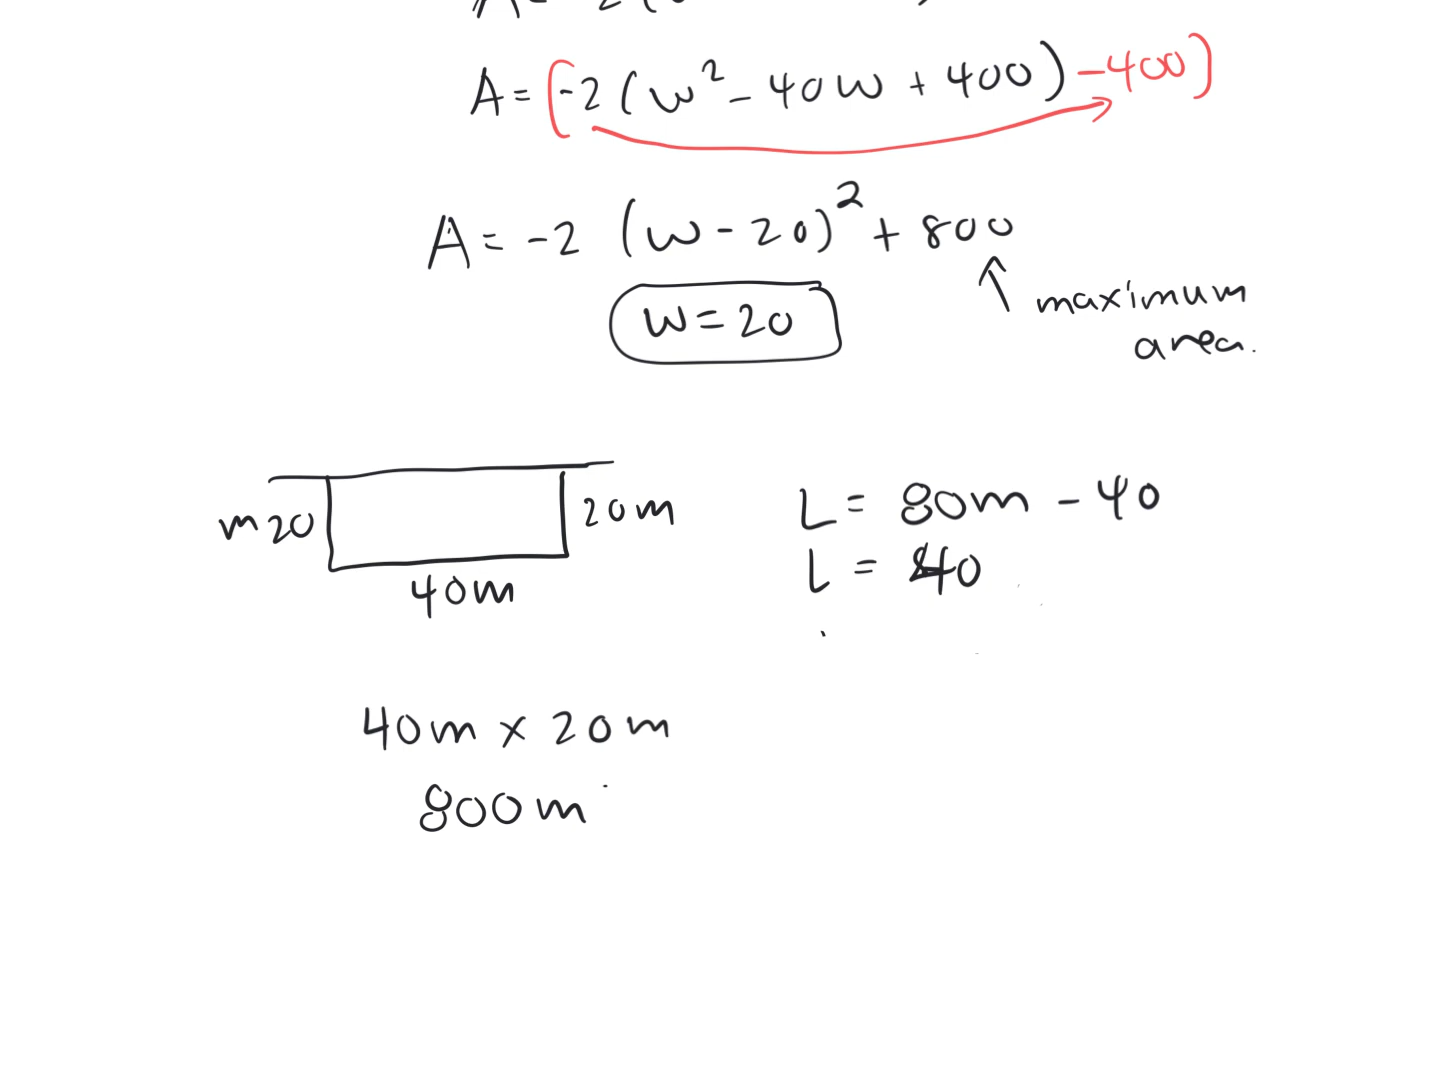 A = (-2 (w² - 40w + 400) - 400)
A = -2 (w - 20)² + 800
w = 20
maximum
area.
m20
20m
40m
L = 80m - 40
L = 40
40m x 20m
800m